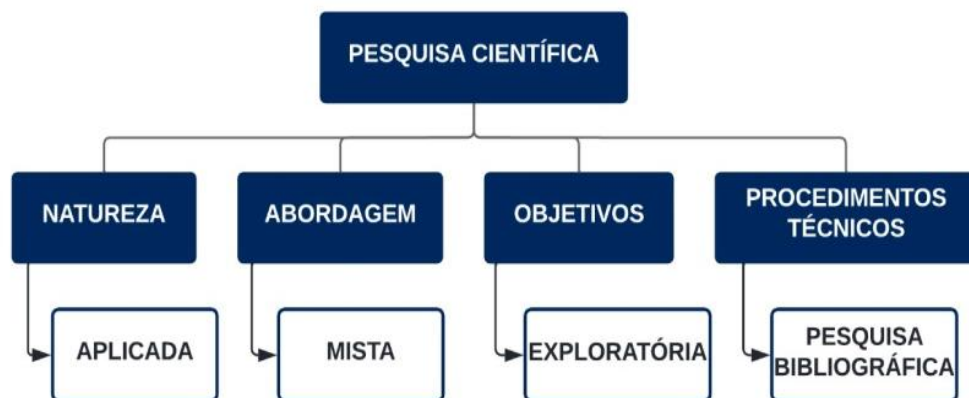 PESQUISA CIENTÍFICA
NATUREZA
ABORDAGEM
OBJETIVOS
PROCEDIMENTOS
TÉCNICOS
APLICADA
MISTA
EXPLORATÓRIA
PESQUISA
BIBLIOGRÁFICA